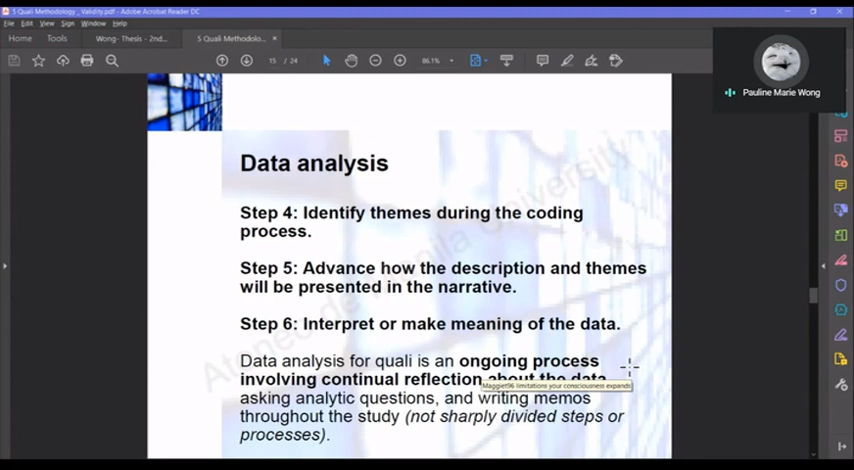 5 Quali Methodology _ Validity.pdf - Adobe Acrobat Reader DC
File Edit View Sign Window Help
Home Tools Wong- Thesis - 2nd... 5 Quali Methodolo... ×
15 / 24 86.1%
Pauline Marie Wong
Data analysis
Step 4: Identify themes during the coding
process.
Step 5: Advance how the description and themes
will be presented in the narrative.
Step 6: Interpret or make meaning of the data.
Data analysis for quali is an ongoing process
involving continual reflection about the data
Maggiet96 limitations your consciousness expands
asking analytic questions, and writing memos
throughout the study (not sharply divided steps or
processes).
Ateneo de Manila University